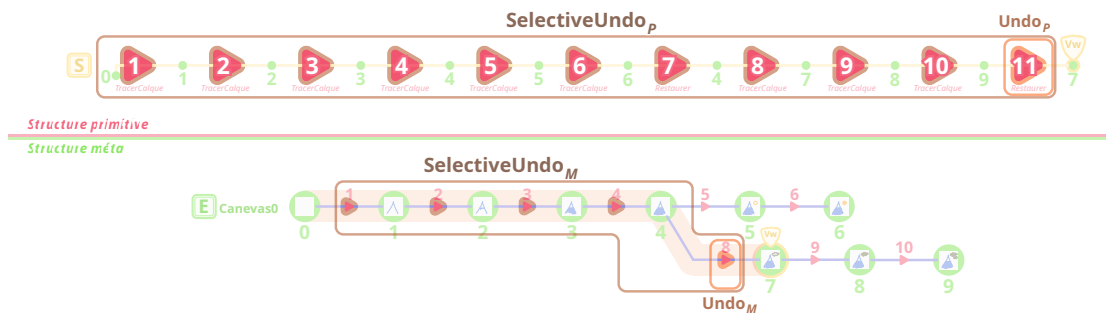 SelectiveUndoP
UndoP
S
Vw
1 2 3 4 5 6 7 8 9 10 11
0 1 2 3 4 5 6 4 7 8 9 7
TracerCalque TracerCalque TracerCalque TracerCalque TracerCalque TracerCalque Restaurer TracerCalque TracerCalque TracerCalque Restaurer
Structure primitive
Structure méta
SelectiveUndoM
1 2 3 4 5 6
E Canevas0
0 1 2 3 4 5 6
Vw
8 9 10
7 8 9
UndoM